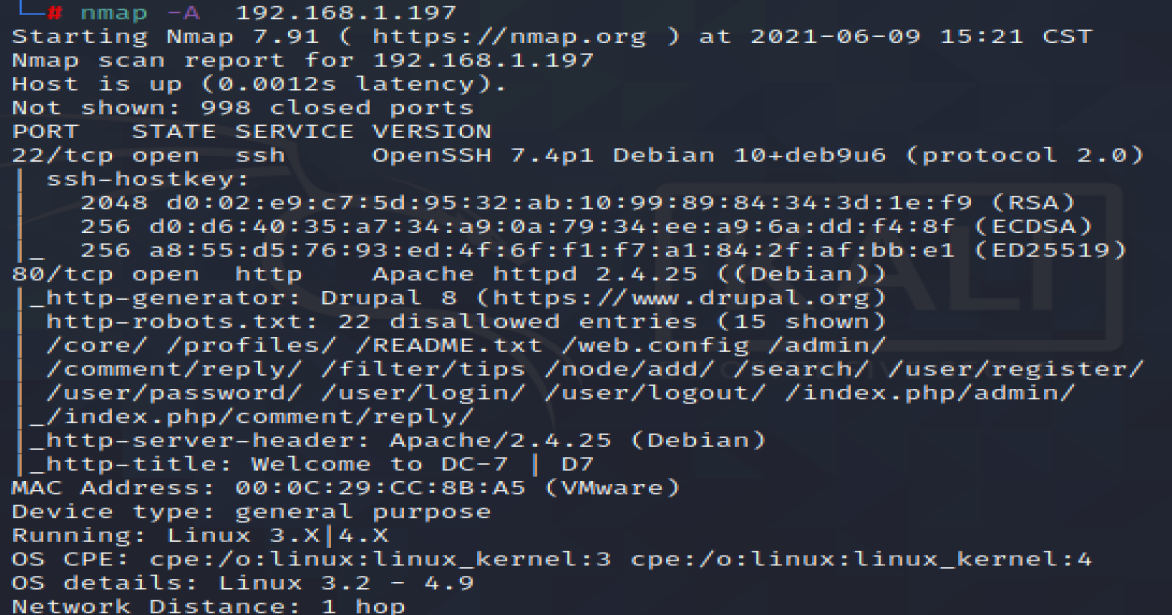 └─# nmap -A 192.168.1.197
Starting Nmap 7.91 ( https://nmap.org ) at 2021-06-09 15:21 CST
Nmap scan report for 192.168.1.197
Host is up (0.0012s latency).
Not shown: 998 closed ports
PORT   STATE SERVICE VERSION
22/tcp open  ssh     OpenSSH 7.4p1 Debian 10+deb9u6 (protocol 2.0)
| ssh-hostkey:
|   2048 d0:02:e9:c7:5d:95:32:ab:10:99:89:84:34:3d:1e:f9 (RSA)
|   256 d0:d6:40:35:a7:34:a9:0a:79:34:ee:a9:6a:dd:f4:8f (ECDSA)
|_  256 a8:55:d5:76:93:ed:4f:6f:f1:f7:a1:84:2f:af:bb:e1 (ED25519)
80/tcp open  http    Apache httpd 2.4.25 ((Debian))
|_http-generator: Drupal 8 (https://www.drupal.org)
| http-robots.txt: 22 disallowed entries (15 shown)
| /core/ /profiles/ /README.txt /web.config /admin/
| /comment/reply/ /filter/tips /node/add/ /search/ /user/register/
| /user/password/ /user/login/ /user/logout/ /index.php/admin/
|_/index.php/comment/reply/
|_http-server-header: Apache/2.4.25 (Debian)
|_http-title: Welcome to DC-7 | D7
MAC Address: 00:0C:29:CC:8B:A5 (VMware)
Device type: general purpose
Running: Linux 3.X|4.X
OS CPE: cpe:/o:linux:linux_kernel:3 cpe:/o:linux:linux_kernel:4
OS details: Linux 3.2 - 4.9
Network Distance: 1 hop